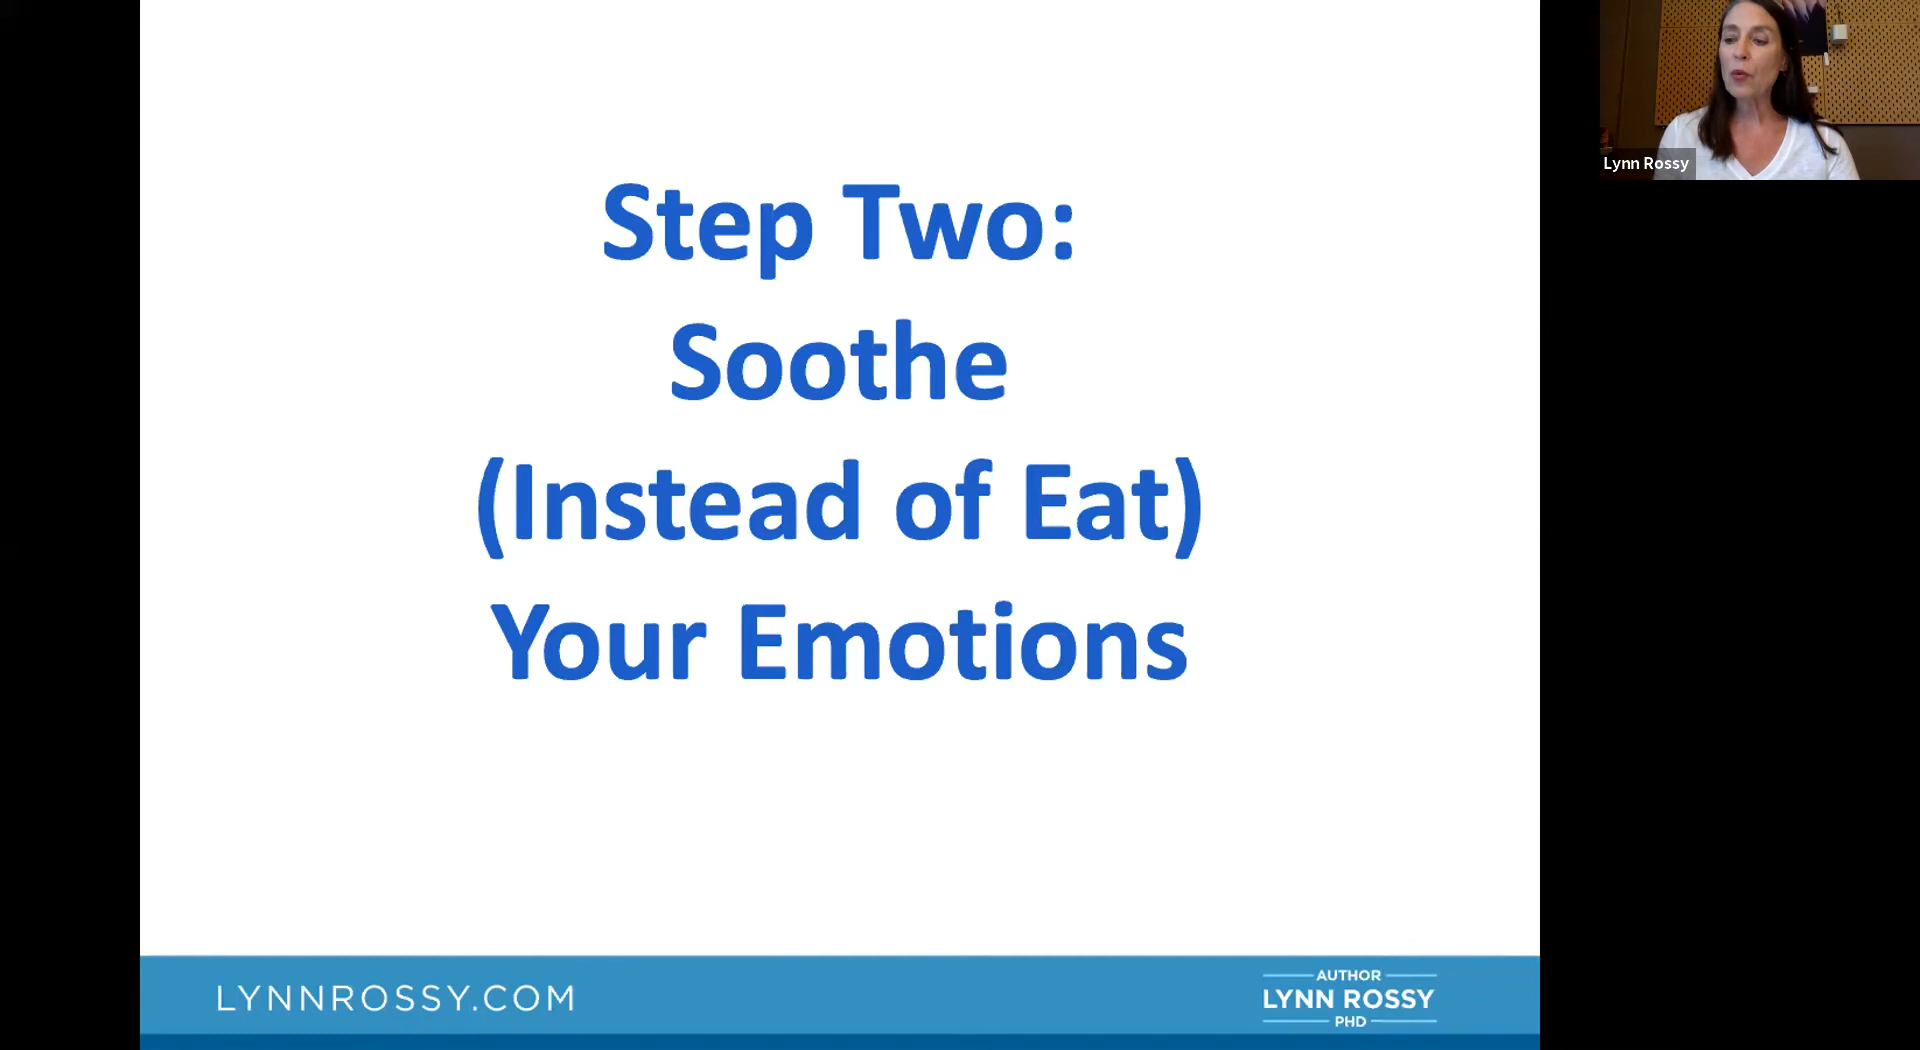 Step Two:
Soothe
(Instead of Eat)
Your Emotions
Lynn Rossy
LYNNROSSY.COM
AUTHOR
LYNN ROSSY
PHD